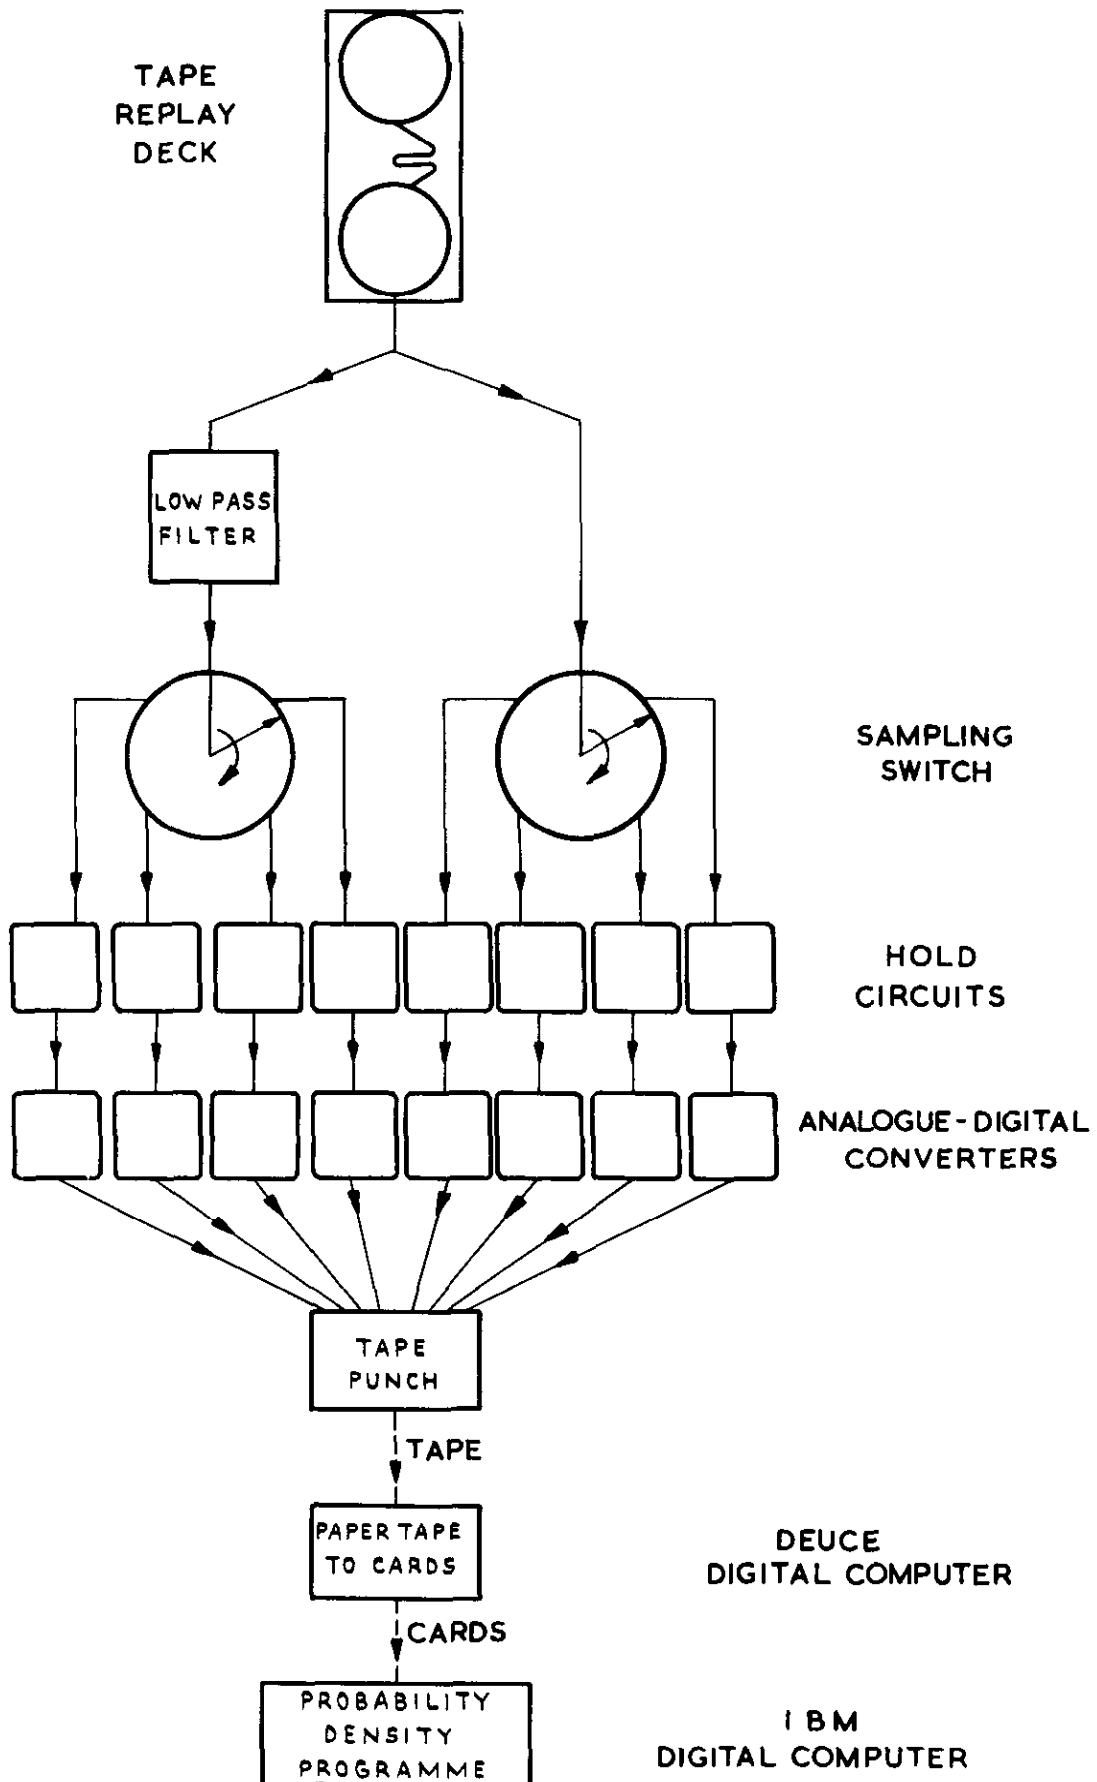 TAPE
REPLAY
DECK
LOW PASS
FILTER
SAMPLING
SWITCH
HOLD
CIRCUITS
ANALOGUE-DIGITAL
CONVERTERS
TAPE
PUNCH
TAPE
PAPER TAPE
TO CARDS
DEUCE
DIGITAL COMPUTER
CARDS
PROBABILITY
DENSITY
PROGRAMME
IBM
DIGITAL COMPUTER